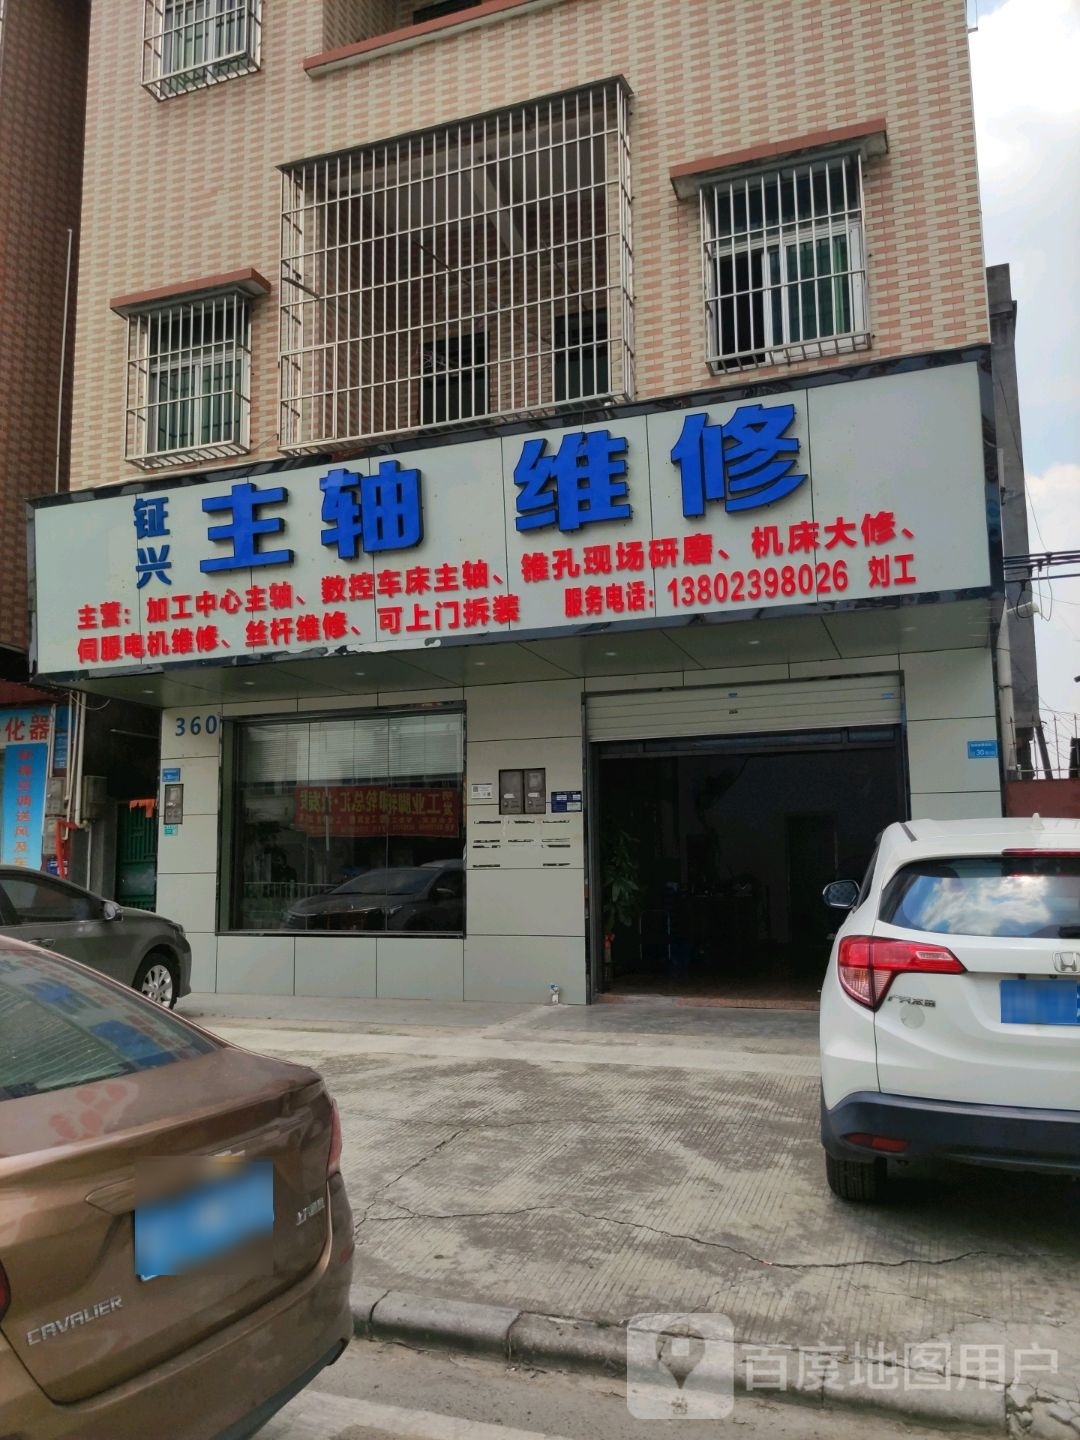 钲兴 主轴 维修
主营：加工中心主轴、数控车床主轴、锥孔现场研磨、机床大修、
伺服电机维修、丝杆维修、可上门拆装 服务电话：13802398026 刘工
360
化器
30
CAVALIER
百度地图用户